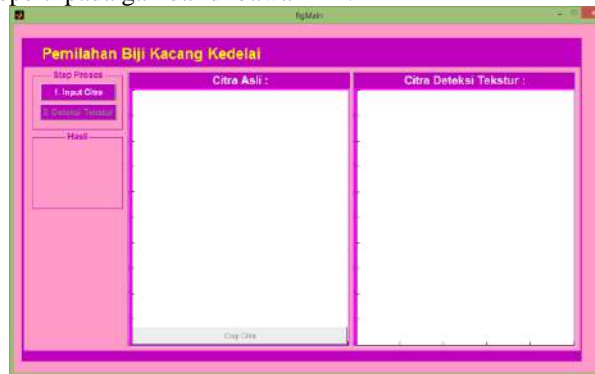 figMain
Pemilahan Biji Kacang Kedelai
Step Proses
1. Input Citra
2. Deteksi Tekstur
Hasil
Citra Asli :
Crop Citra
Citra Deteksi Tekstur :